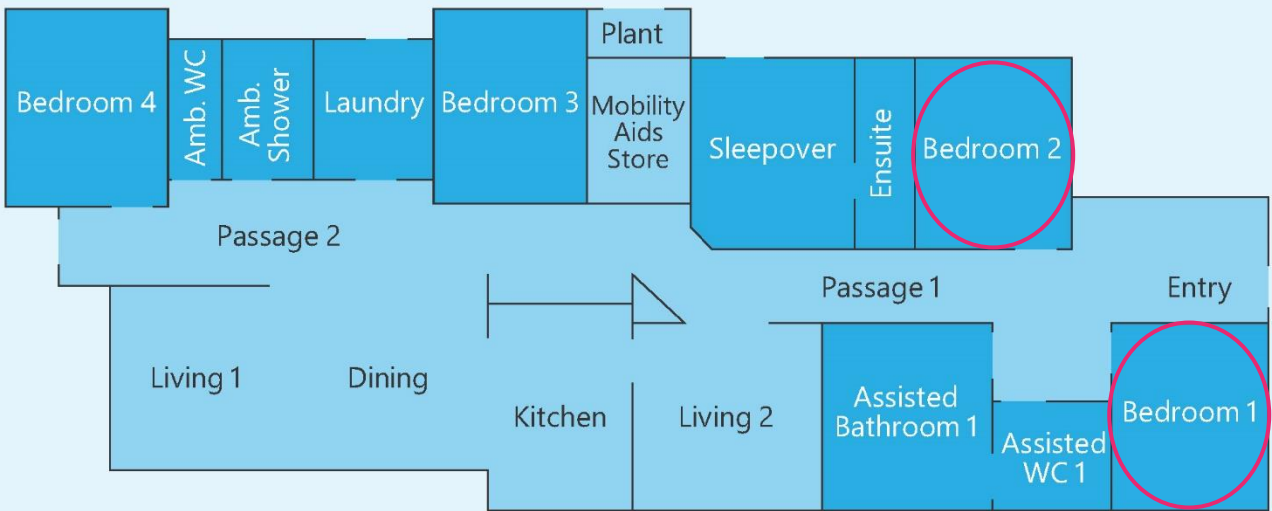 Bedroom 4
Amb. WC
Amb.
Shower
Laundry
Bedroom 3
Plant
Mobility
Aids
Store
Sleepover
Ensuite
Bedroom 2
Passage 2
Passage 1
Entry
Living 1
Dining
Kitchen
Living 2
Assisted
Bathroom 1
Assisted
WC 1
Bedroom 1